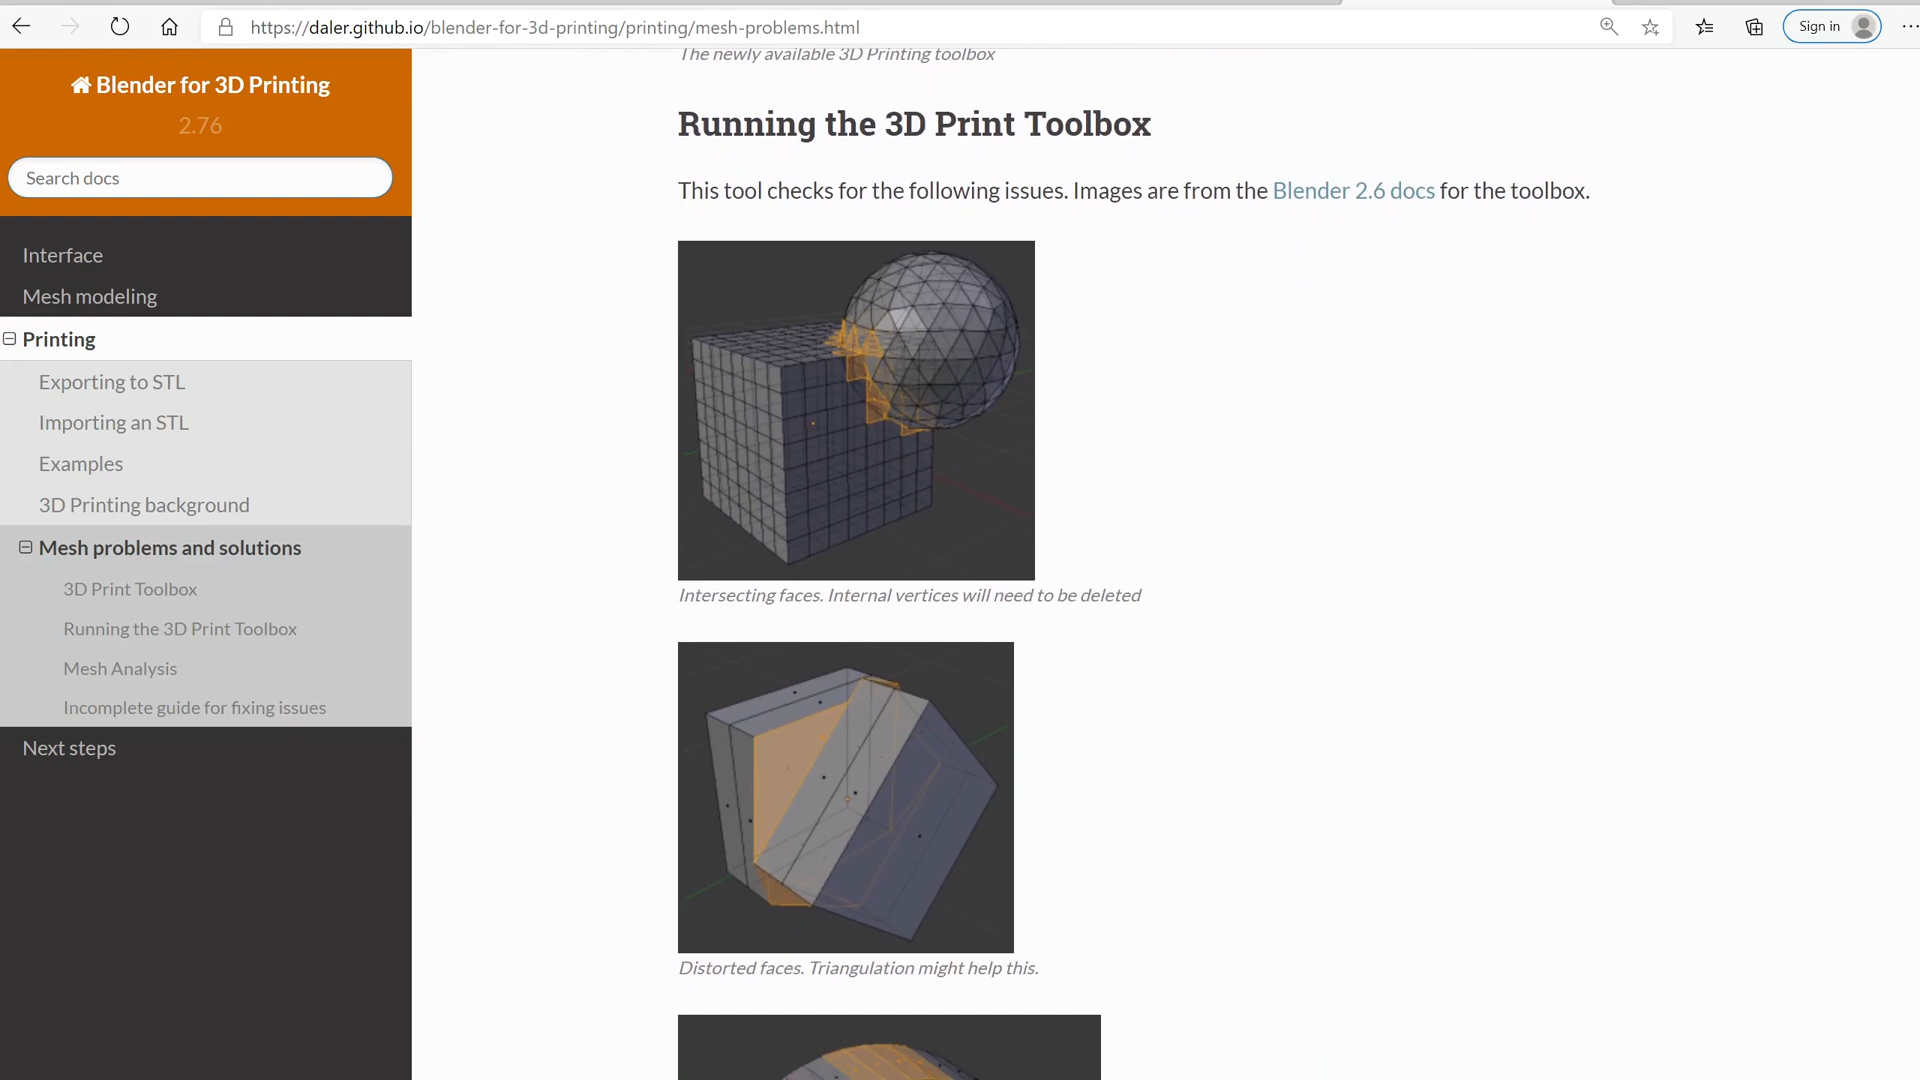 https://daler.github.io/blender-for-3d-printing/printing/mesh-problems.html
Sign in
Blender for 3D Printing
2.76
Search docs
Interface
Mesh modeling
Printing
Exporting to STL
Importing an STL
Examples
3D Printing background
Mesh problems and solutions
3D Print Toolbox
Running the 3D Print Toolbox
Mesh Analysis
Incomplete guide for fixing issues
Next steps
The newly available 3D Printing toolbox
Running the 3D Print Toolbox
This tool checks for the following issues. Images are from the Blender 2.6 docs for the toolbox.
Intersecting faces. Internal vertices will need to be deleted
Distorted faces. Triangulation might help this.